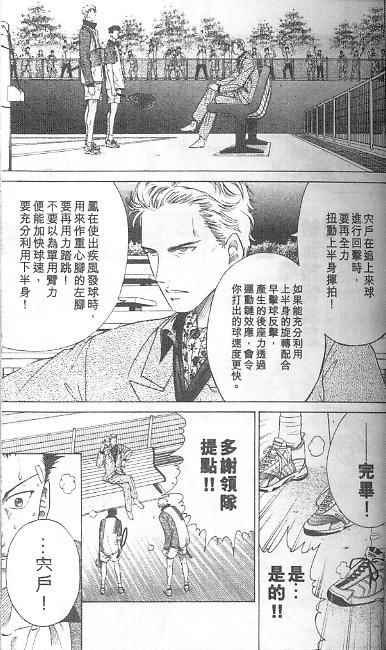 宍戶在追上來球
進行回擊時，
要再全力
扭動上半身揮拍！
如果能充分利用
上半身的旋轉配合
早擊球反擊，
產生的後座力透過
運動鏈效應，會令
你打出的球速度更快。
鳳在使出疾風發球時，
用來作重心腳的左腳
要再用力踏跳！
不要以為單用臂力
便能加快球速，
要充分利用下半身！
—完畢！
是…
是的!!
多謝領隊
提點!!
…宍戶！